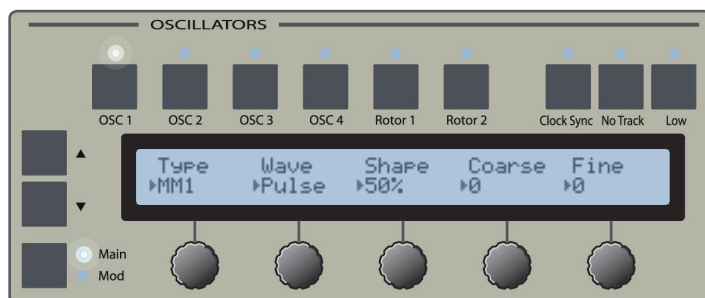 OSCILLATORS
OSC 1 OSC 2 OSC 3 OSC 4 Rotor 1 Rotor 2 Clock Sync No Track Low
▲
Type Wave Shape Coarse Fine
▸MM1 ▸Pulse ▸50% ▸0 ▸0
▼
Main
Mod